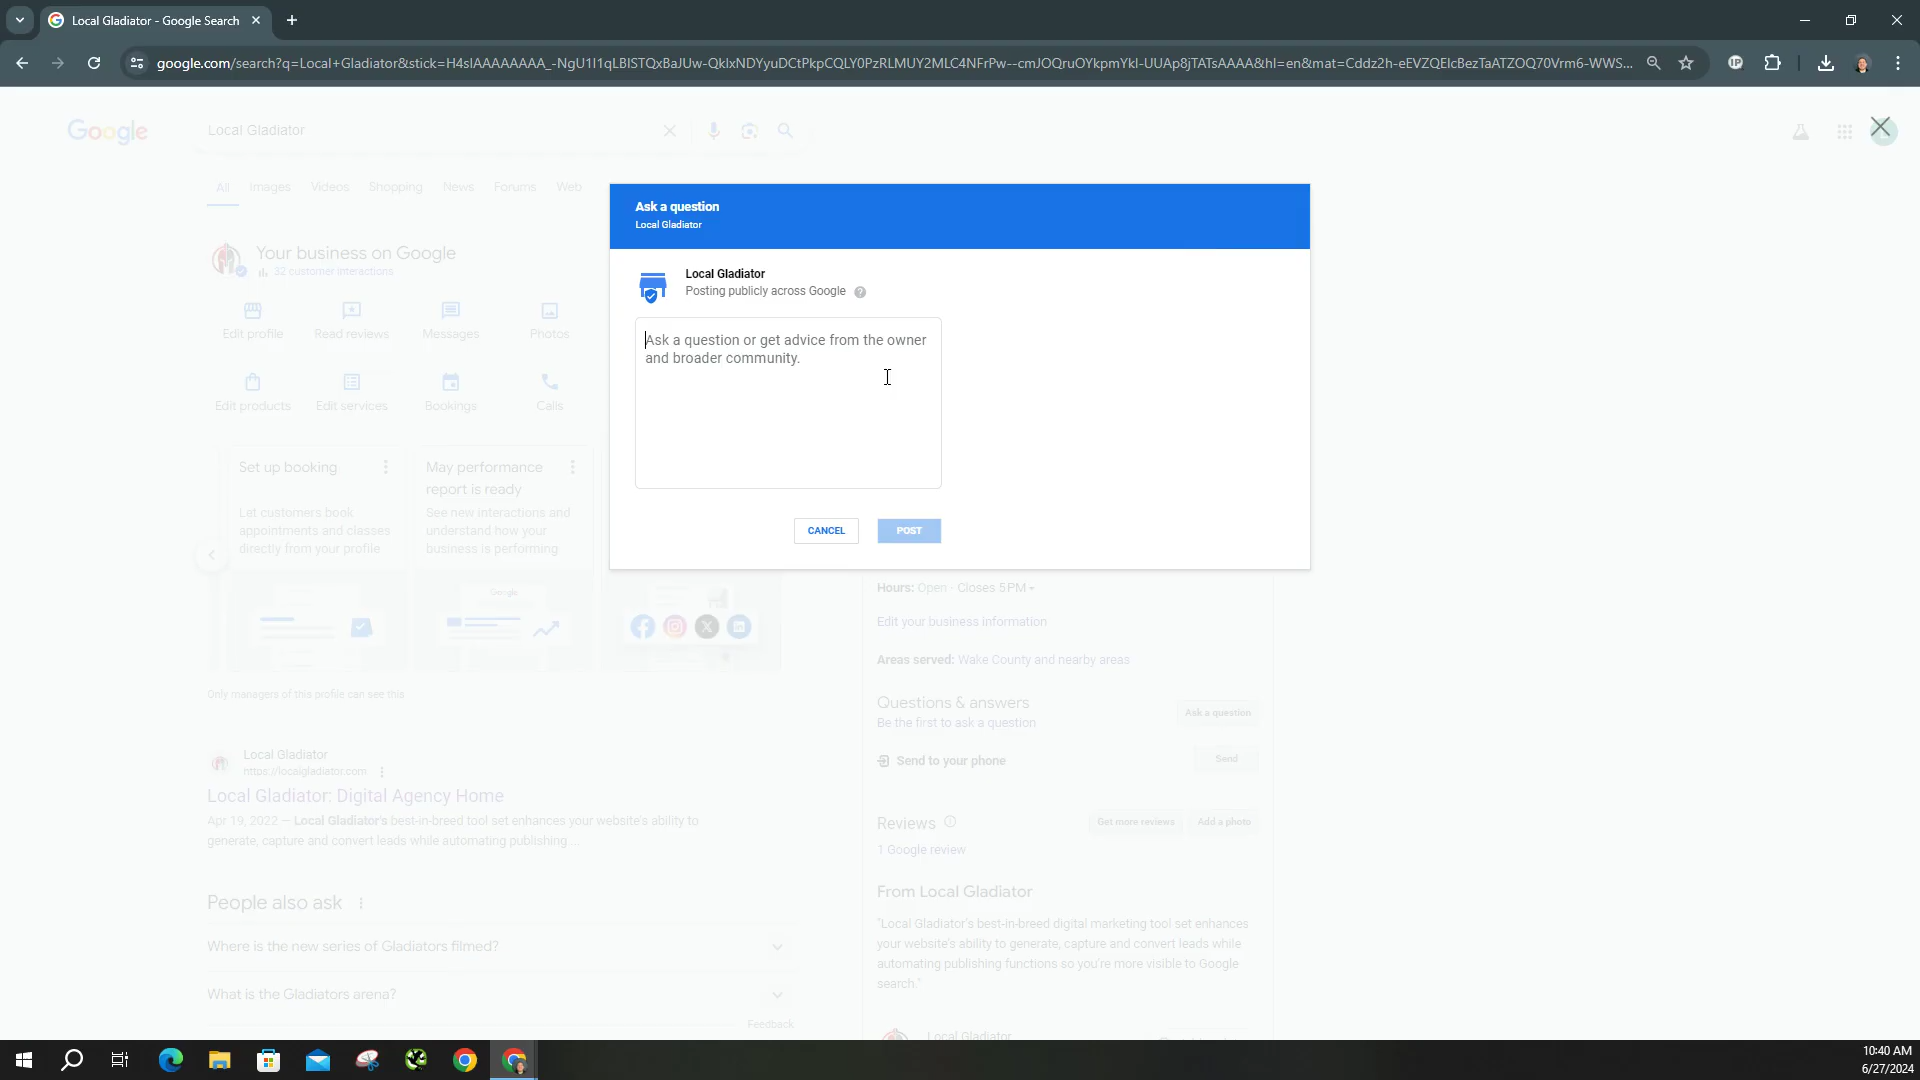 Local Gladiator - Google Search
google.com/search?q=Local+Gladiator&stick=H4sIAAAAAAAA_-NgU1I1qLBISTQxBaJUw-QkIxNDYyuDCtPkpCQLY0PzRLMUY2MLC4NFrPw--cmJOQruOYkpmYkl-UUAp8jTATsAAAA&hl=en&mat=Cddz2h-eEVZQElcBezTaATZOQ70Vrm6-WWS...
Google
Local Gladiator
All
Images
Videos
Shopping
News
Forums
Web
Ask a question
Local Gladiator
Local Gladiator
Posting publicly across Google
Ask a question or get advice from the owner
and broader community.
CANCEL
POST
Your business on Google
32 customer interactions
Edit profile
Read reviews
Messages
Photos
Edit products
Edit services
Bookings
Calls
Set up booking
Let customers book
appointments and classes
directly from your profile
May performance
report is ready
See new interactions and
understand how your
business is performing
Google
Only managers of this profile can see this
Local Gladiator
https://localgladiator.com
Local Gladiator: Digital Agency Home
Apr 19, 2022 — Local Gladiator's best-in-breed tool set enhances your website's ability to
generate, capture and convert leads while automating publishing ...
People also ask
Where is the new series of Gladiators filmed?
What is the Gladiators arena?
Feedback
Hours: Open · Closes 5 PM
Edit your business information
Areas served: Wake County and nearby areas
Questions & answers
Ask a question
Be the first to ask a question
Send to your phone
Send
Reviews
Get more reviews
Add a photo
1 Google review
From Local Gladiator
"Local Gladiator's best-in-breed digital marketing tool set enhances
your website's ability to generate, capture and convert leads while
automating publishing functions so you're more visible to Google
search."
Local Gladiator
10:40 AM
6/27/2024